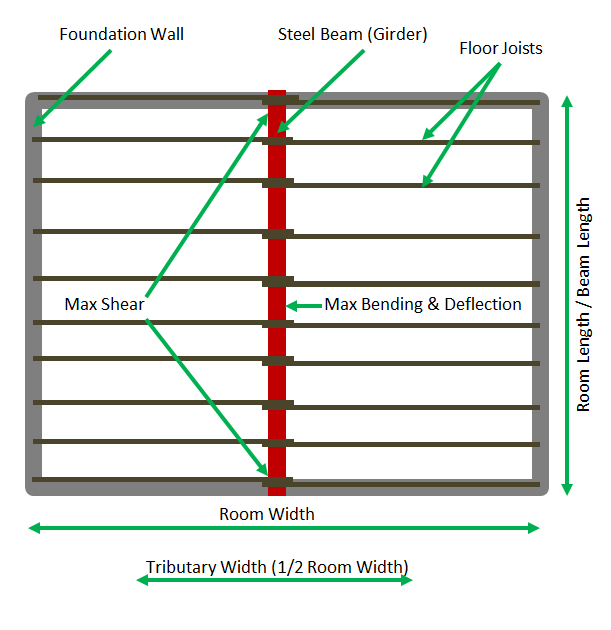 Foundation Wall
Steel Beam (Girder)
Floor Joists
Max Shear
Max Bending & Deflection
Room Length / Beam Length
Room Width
Tributary Width (1/2 Room Width)